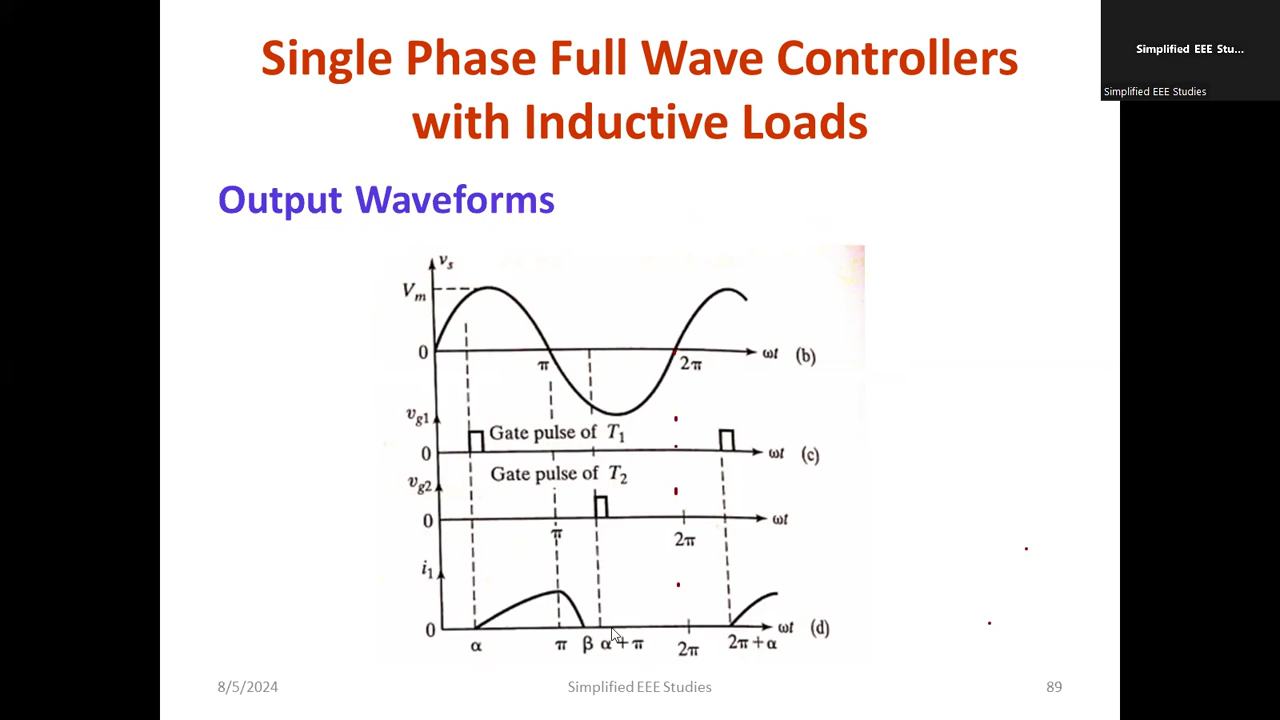 Single Phase Full Wave Controllers
with Inductive Loads
Simplified EEE Stu...
Simplified EEE Studies
Output Waveforms
vs
Vm
0
π
2π
ωt (b)
vg1
Gate pulse of T1
0
ωt (c)
Gate pulse of T2
vg2
0
π
2π
ωt
i1
0
ωt (d)
α π β α+π 2π 2π+α
8/5/2024 Simplified EEE Studies 89